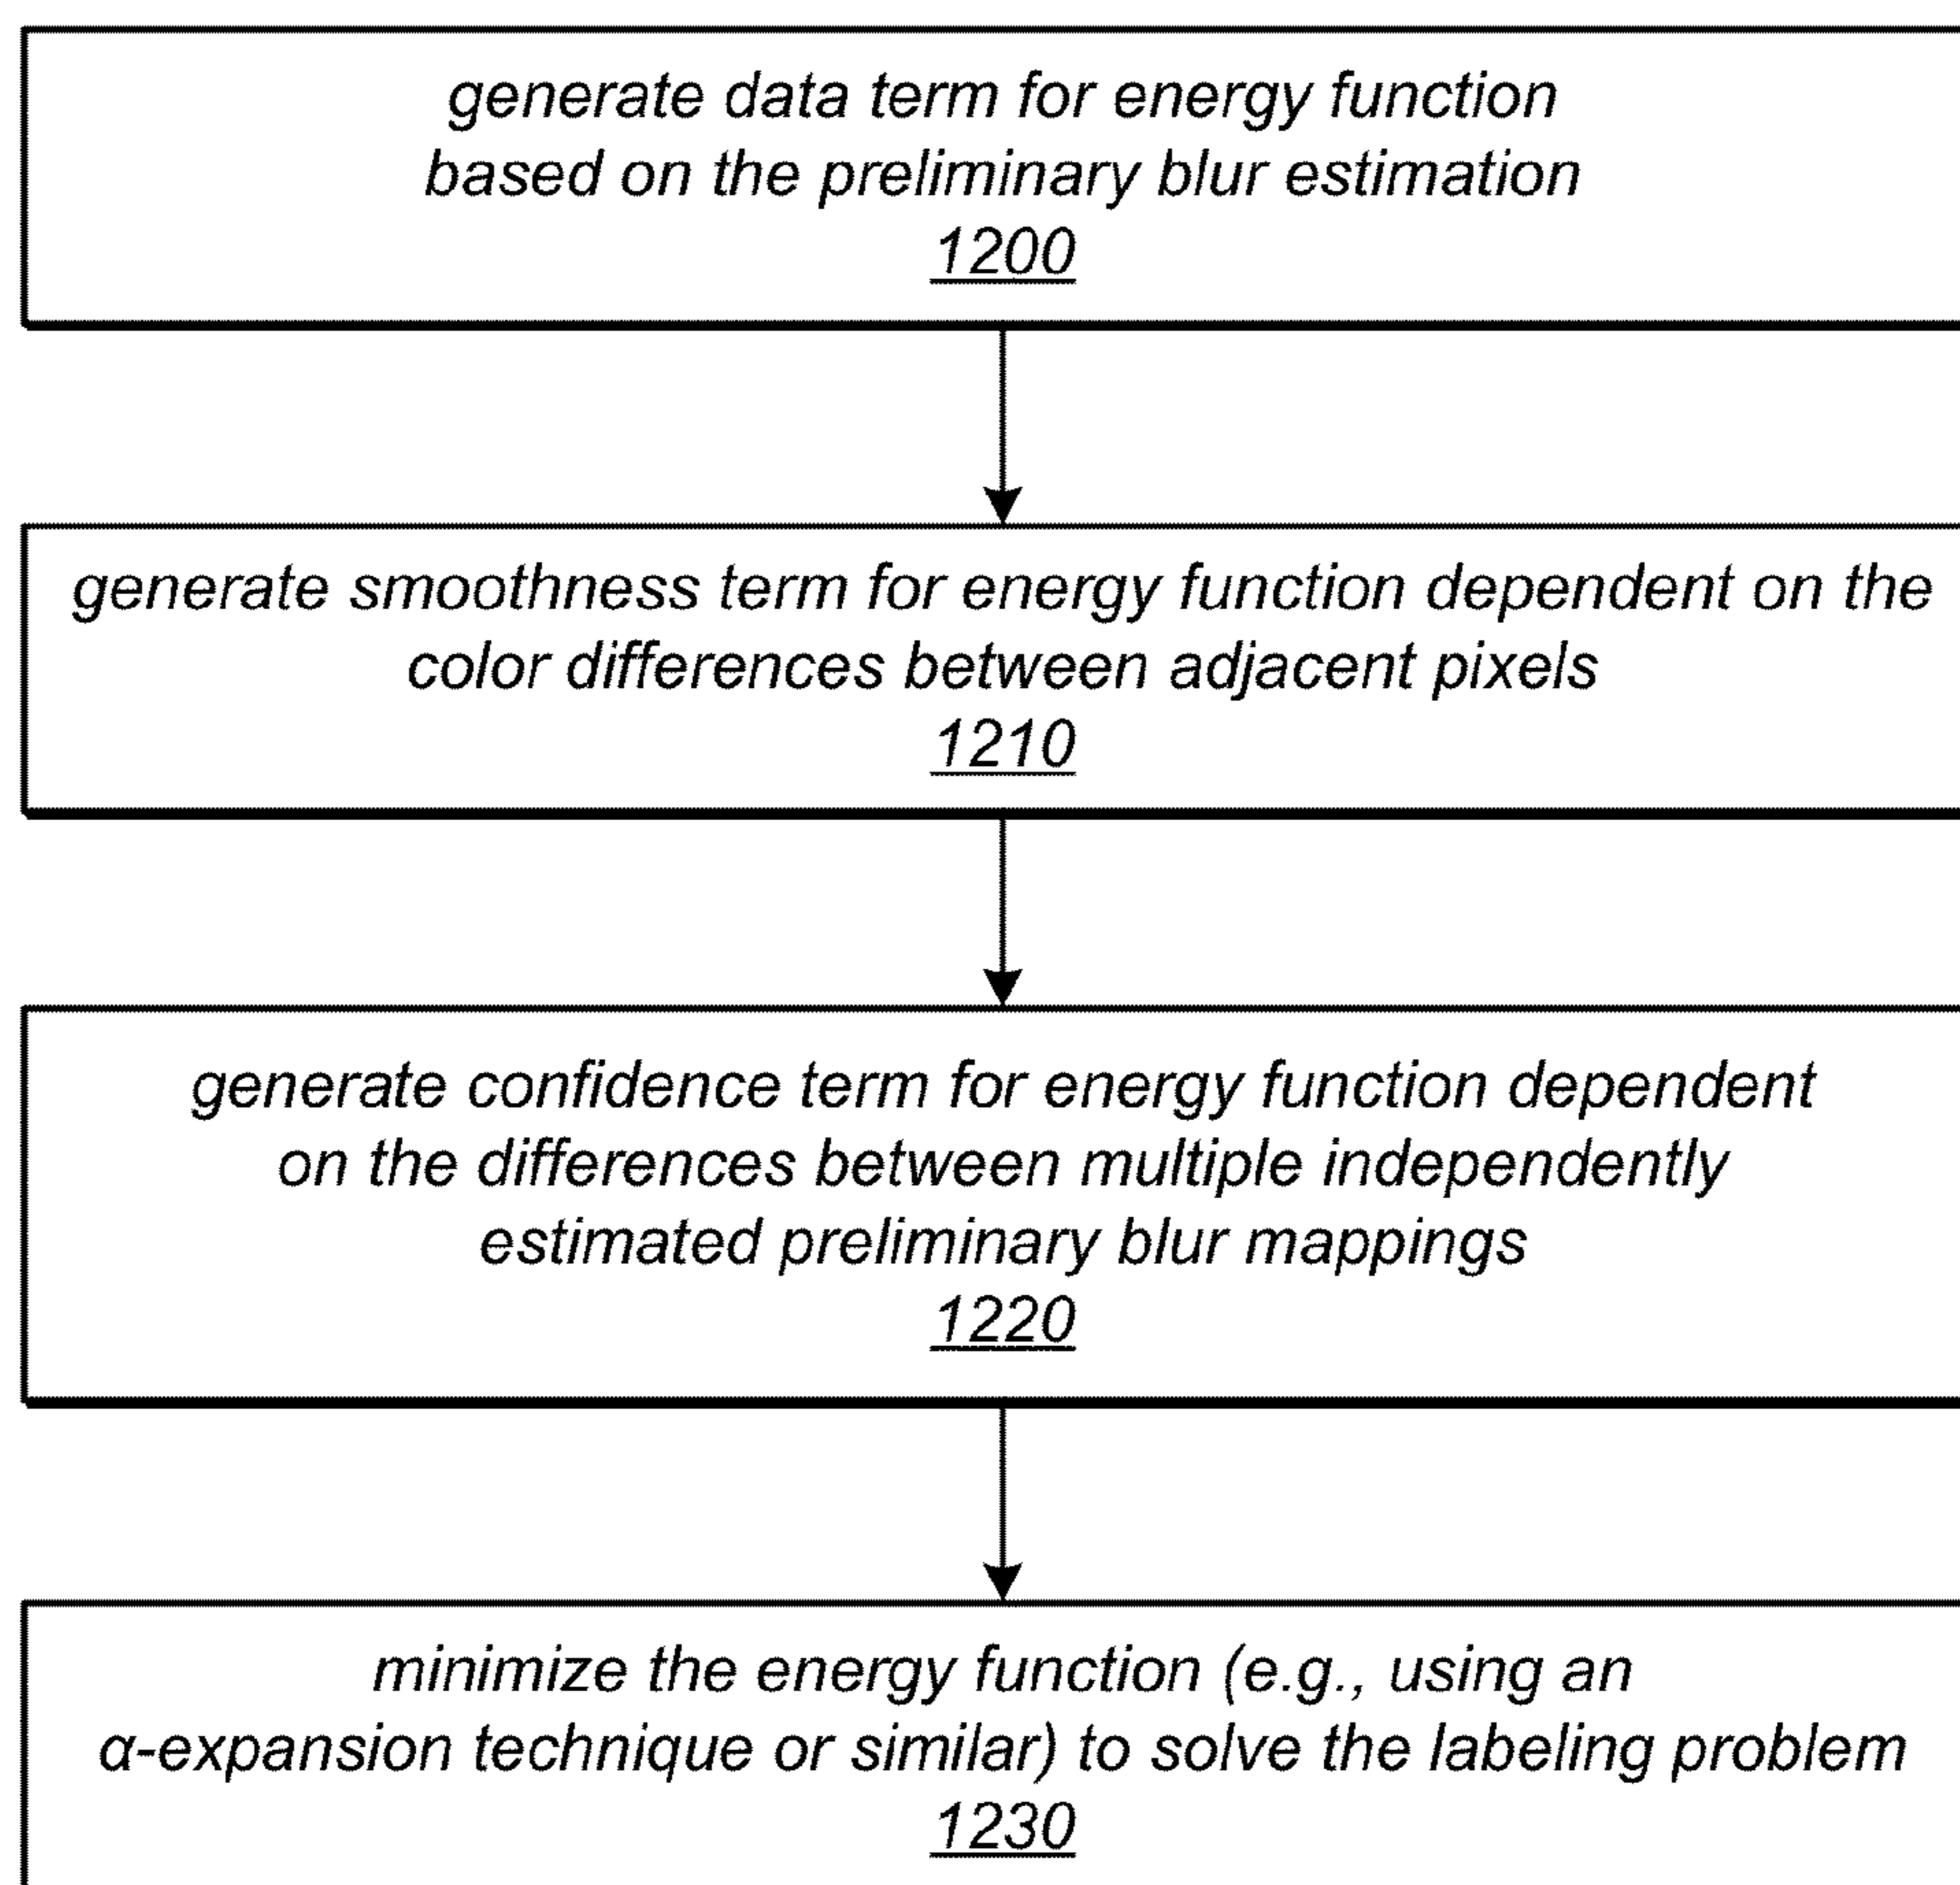 generate data term for energy function
based on the preliminary blur estimation
1200
generate smoothness term for energy function dependent on the
color differences between adjacent pixels
1210
generate confidence term for energy function dependent
on the differences between multiple independently
estimated preliminary blur mappings
1220
minimize the energy function (e.g., using an
α-expansion technique or similar) to solve the labeling problem
1230